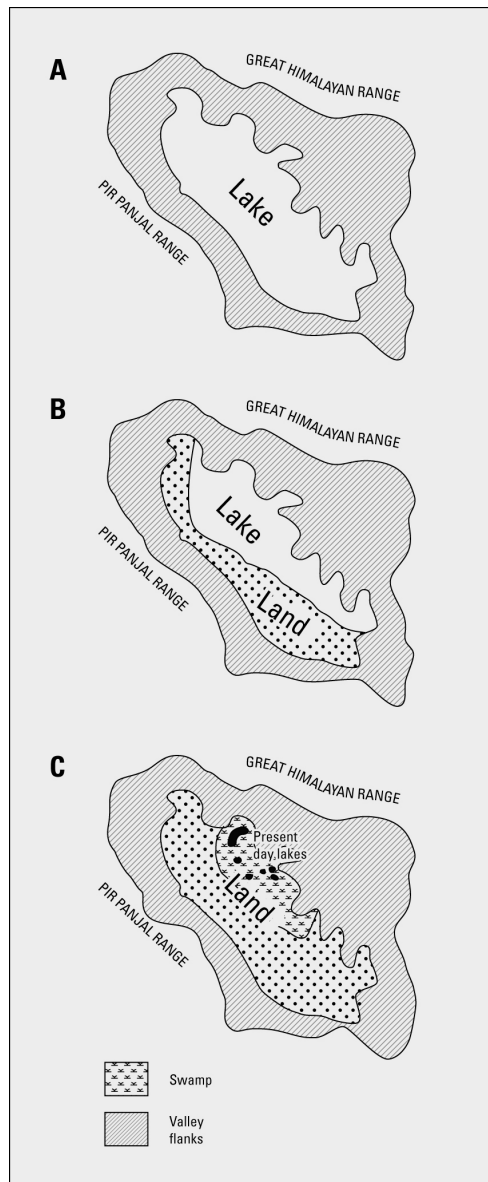 A
GREAT HIMALAYAN RANGE
Lake
PIR PANJAL RANGE
B
GREAT HIMALAYAN RANGE
Lake
Land
PIR PANJAL RANGE
C
GREAT HIMALAYAN RANGE
Present
day lakes
Land
PIR PANJAL RANGE
Swamp
Valley
flanks